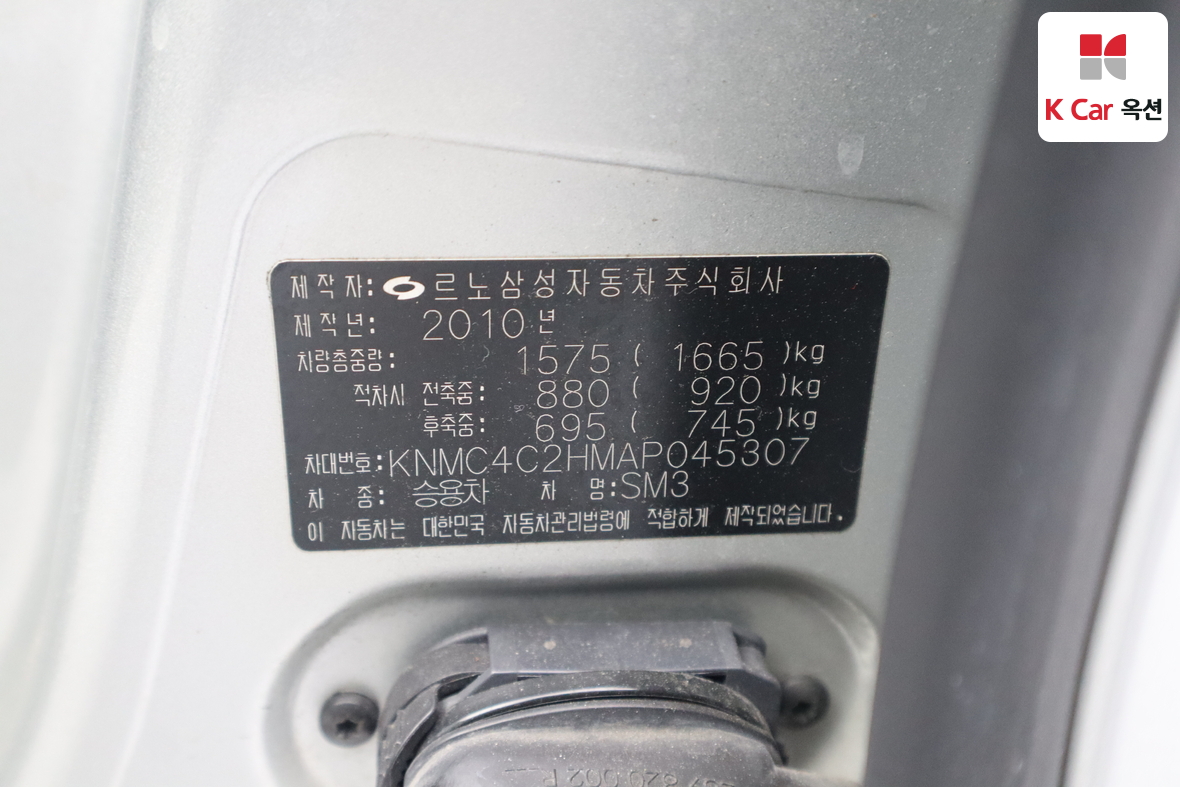 K Car 옥션
제작자: 르노삼성자동차주식회사
제작년: 2010년
차량총중량: 1575 ( 1665 )kg
적차시 전축중: 880 ( 920 )kg
후축중: 695 ( 745 )kg
차대번호:KNMC4C2HMAP045307
차 종: 승용차 차 명:SM3
이 자동차는 대한민국 자동차관리법령에 적합하게 제작되었습니다.